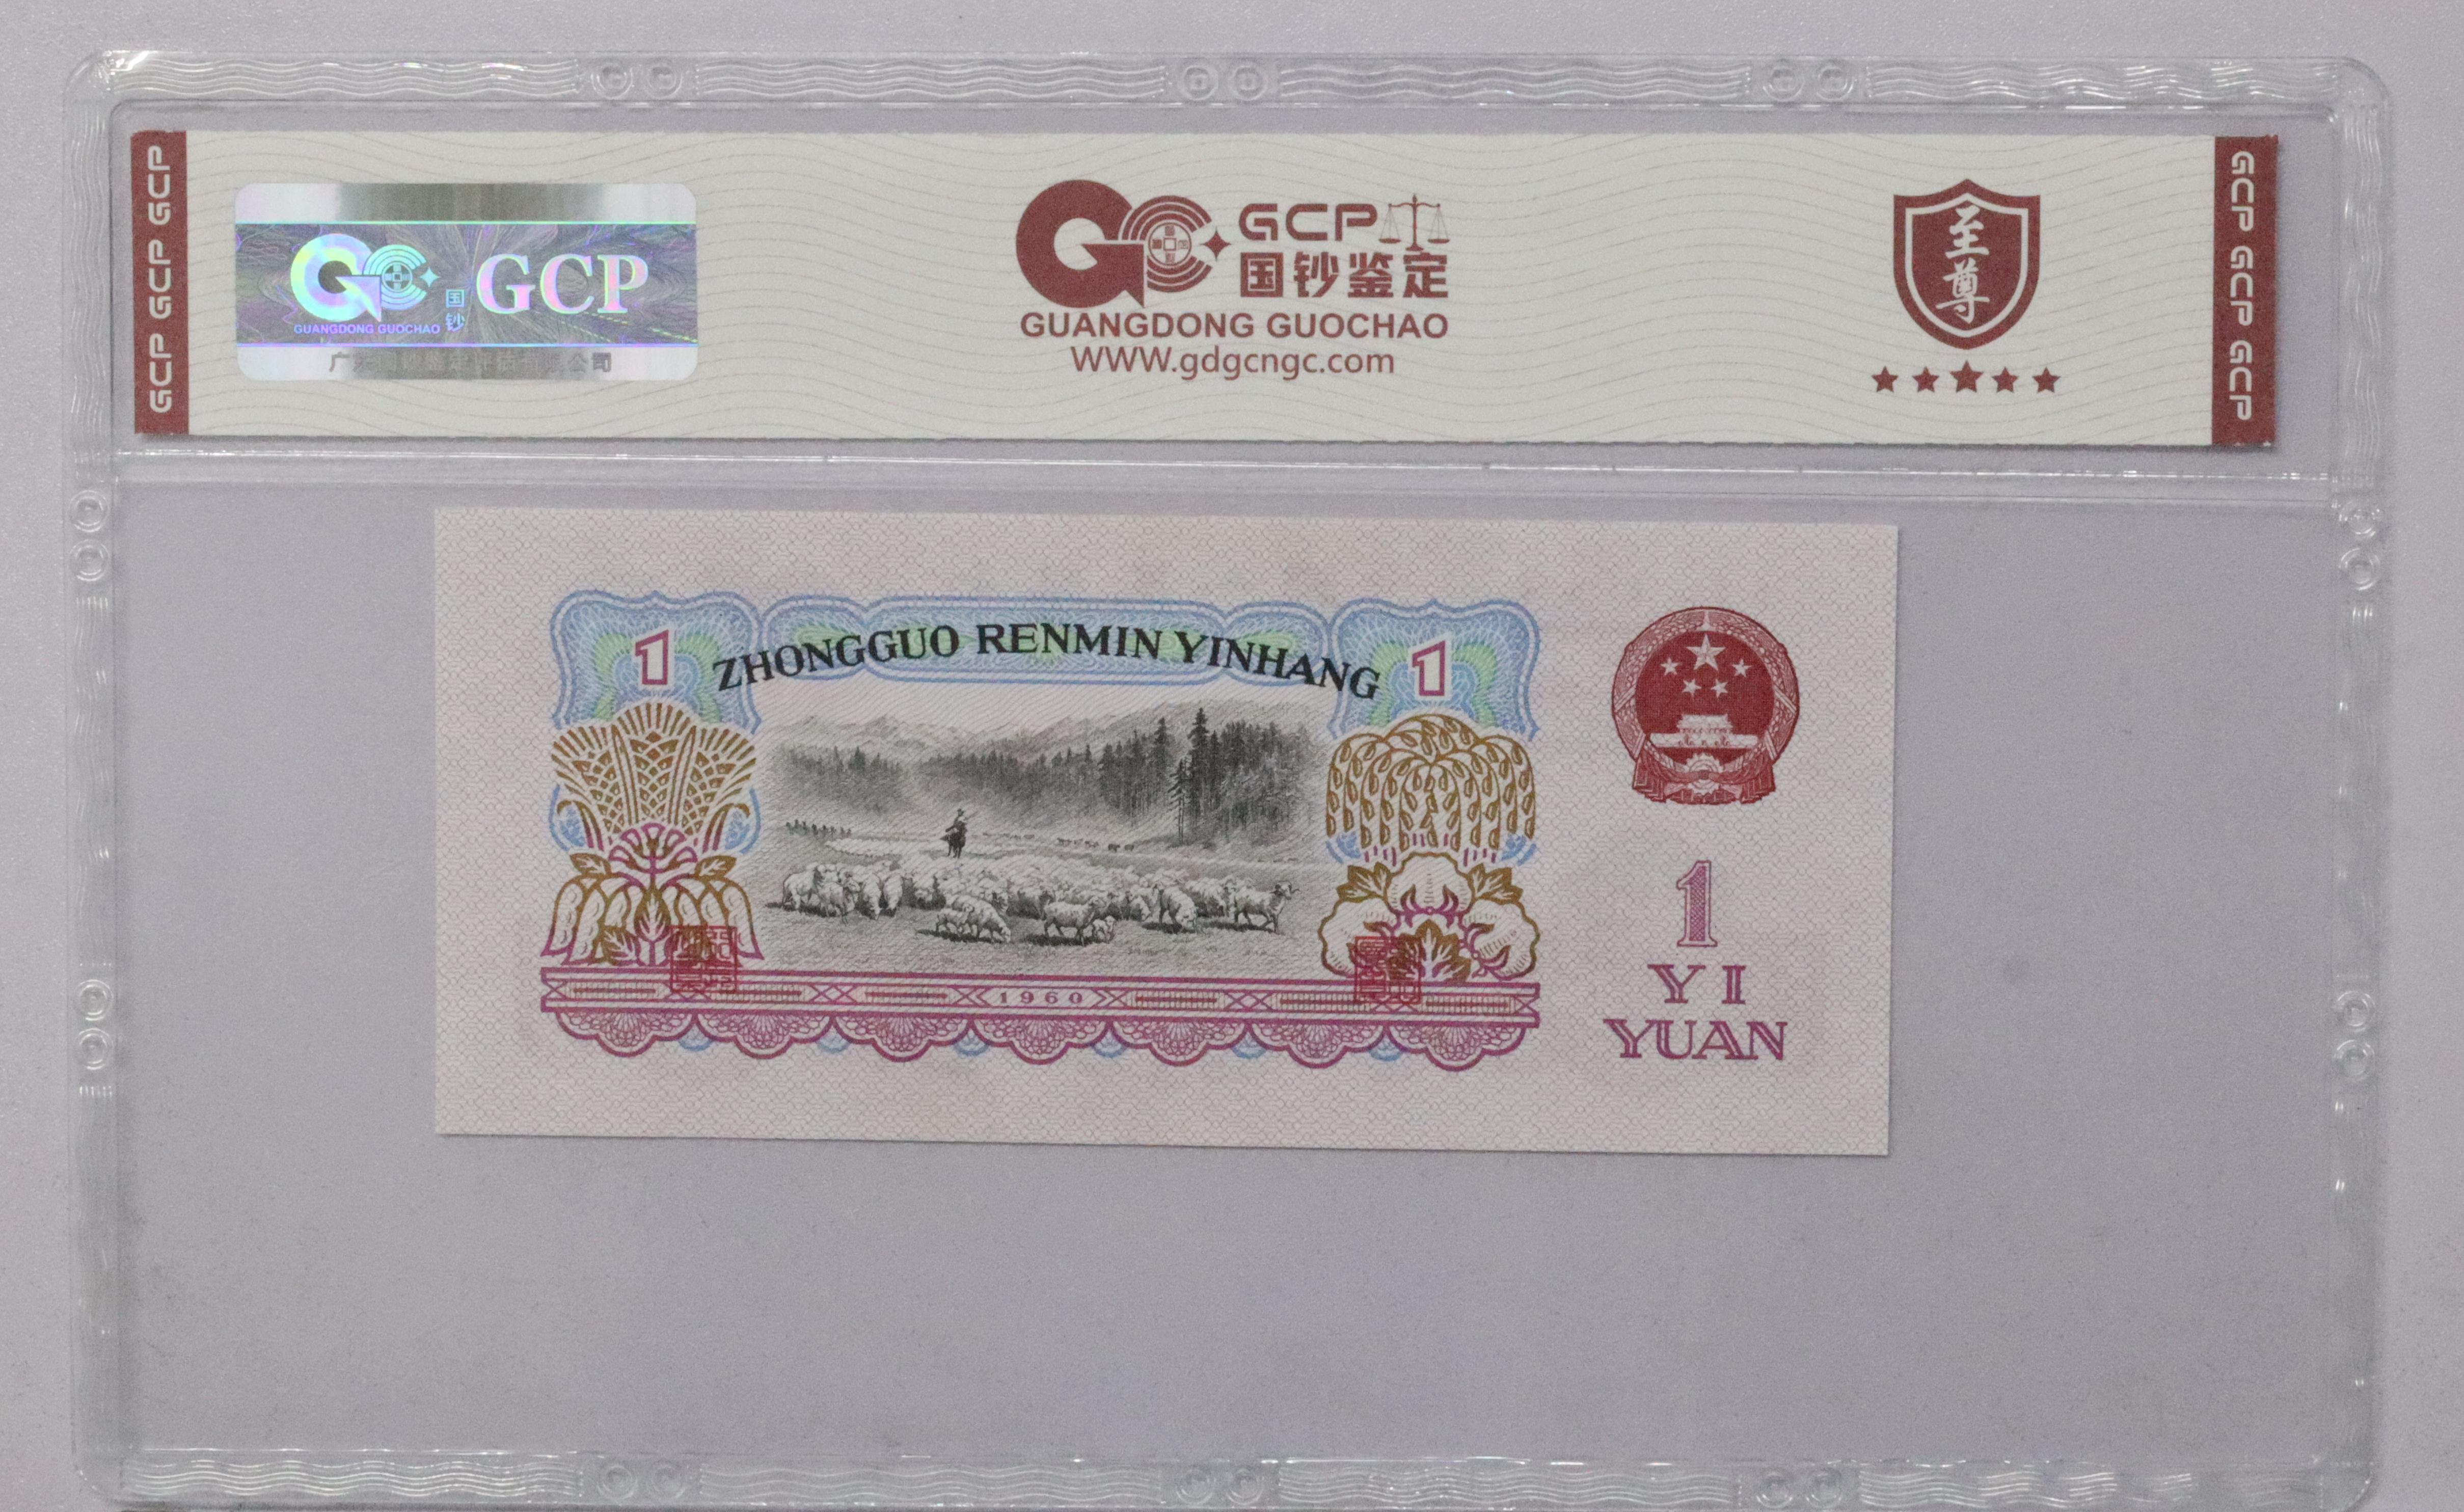 GCP GCP GCP
GUANGDONG GUOCHAO
国钞
GCP
GCP
国钞鉴定
GUANGDONG GUOCHAO
WWW.gdgcngc.com
至尊
GCP GCP GCP
1
ZHONGGUO RENMIN YINHANG
1
1960
1
YI
YUAN